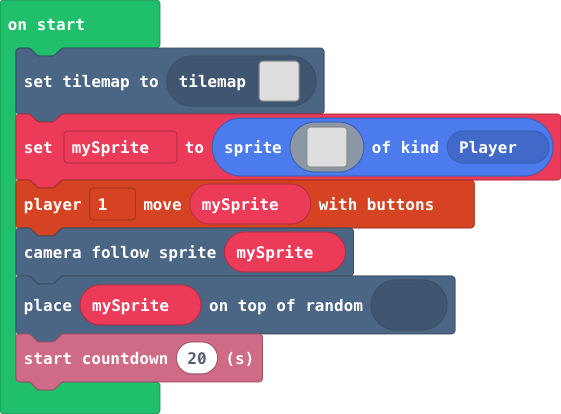 on start
set tilemap to tilemap
set mySprite to sprite of kind Player
player 1 move mySprite with buttons
camera follow sprite mySprite
place mySprite on top of random
start countdown 20 (s)